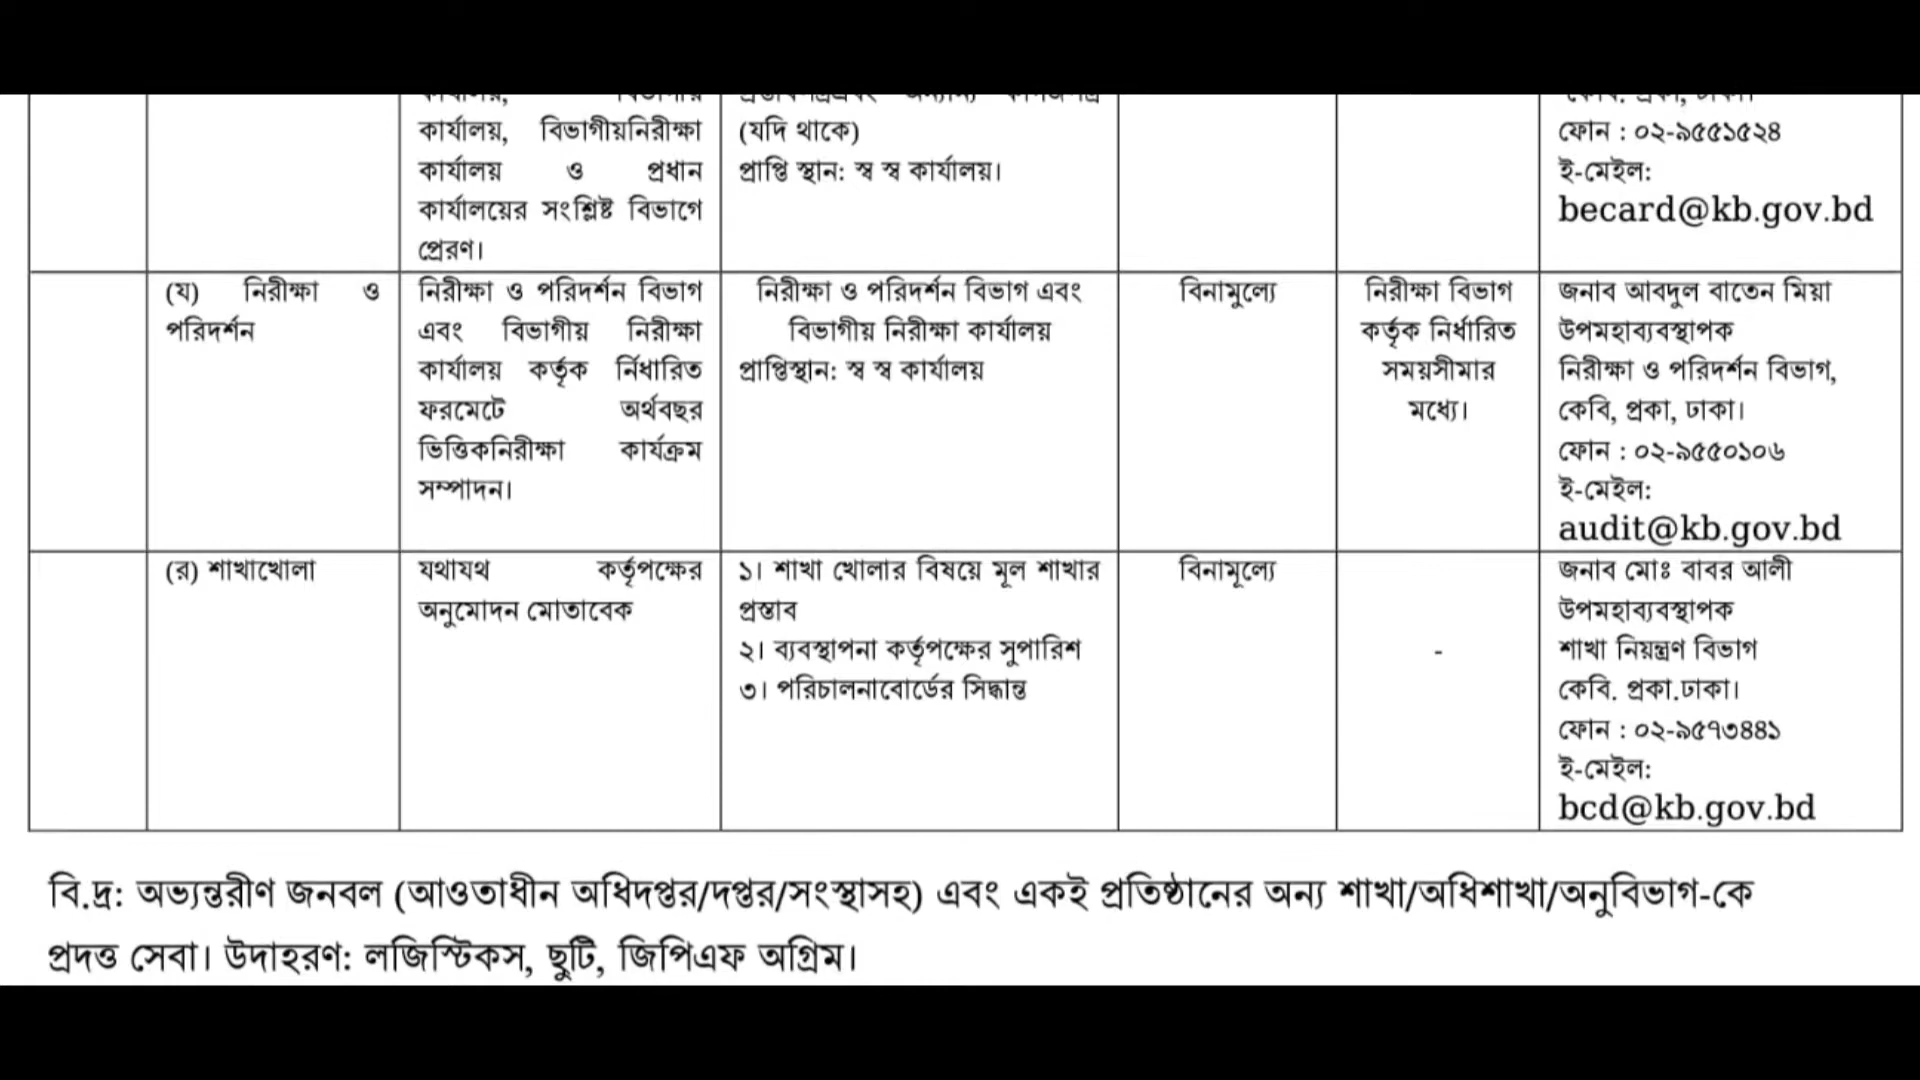 কার্যালয়, বিভাগীয়নিরীক্ষা
কার্যালয় ও প্রধান
কার্যালয়ের সংশ্লিষ্ট বিভাগে
প্রেরণ।
(যদি থাকে)
প্রাপ্তি স্থান: স্ব স্ব কার্যালয়।
ফোন : ০২-৯৫৫১৫২৪
ই-মেইল:
becard@kb.gov.bd
(য) নিরীক্ষা ও
পরিদর্শন
নিরীক্ষা ও পরিদর্শন বিভাগ
এবং বিভাগীয় নিরীক্ষা
কার্যালয় কর্তৃক র্নিধারিত
ফরমেটে অর্থবছর
ভিত্তিকনিরীক্ষা কার্যক্রম
সম্পাদন।
নিরীক্ষা ও পরিদর্শন বিভাগ এবং
বিভাগীয় নিরীক্ষা কার্যালয়
প্রাপ্তিস্থান: স্ব স্ব কার্যালয়
বিনামুল্যে
নিরীক্ষা বিভাগ
কর্তৃক নির্ধারিত
সময়সীমার
মধ্যে।
জনাব আবদুল বাতেন মিয়া
উপমহাব্যবস্থাপক
নিরীক্ষা ও পরিদর্শন বিভাগ,
কেবি, প্রকা, ঢাকা।
ফোন : ০২-৯৫৫০১০৬
ই-মেইল:
audit@kb.gov.bd
(র) শাখাখোলা
যথাযথ কর্তৃপক্ষের
অনুমোদন মোতাবেক
১। শাখা খোলার বিষয়ে মূল শাখার
প্রস্তাব
২। ব্যবস্থাপনা কর্তৃপক্ষের সুপারিশ
৩। পরিচালনাবোর্ডের সিদ্ধান্ত
বিনামূল্যে
-
জনাব মোঃ বাবর আলী
উপমহাব্যবস্থাপক
শাখা নিয়ন্ত্রণ বিভাগ
কেবি. প্রকা.ঢাকা।
ফোন : ০২-৯৫৭৩৪৪১
ই-মেইল:
bcd@kb.gov.bd
বি.দ্র: অভ্যন্তরীণ জনবল (আওতাধীন অধিদপ্তর/দপ্তর/সংস্থাসহ) এবং একই প্রতিষ্ঠানের অন্য শাখা/অধিশাখা/অনুবিভাগ-কে
প্রদত্ত সেবা। উদাহরণ: লজিস্টিকস, ছুটি, জিপিএফ অগ্রিম।